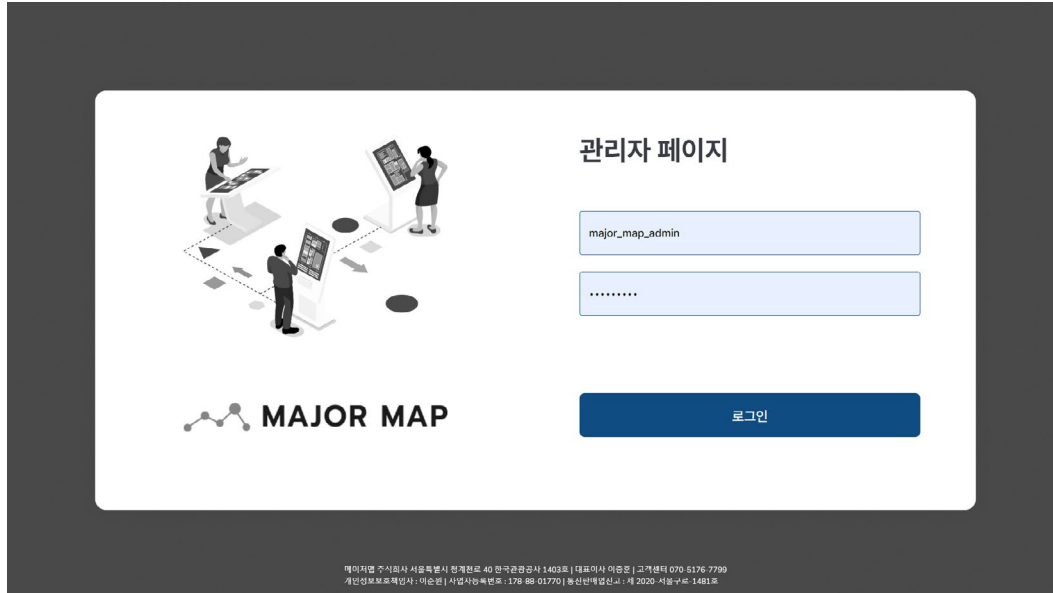 관리자 페이지
major_map_admin
•••••••••
MAJOR MAP
로그인
메이저맵 주식회사 서울특별시 청계천로 40 한국관광공사 1403호 | 대표이사 이중훈 | 고객센터 070-5176-7799
개인정보보호책임자 : 이순원 | 사업자등록번호 : 178-88-01770 | 통신판매업신고 : 제 2020-서울구로-1481호